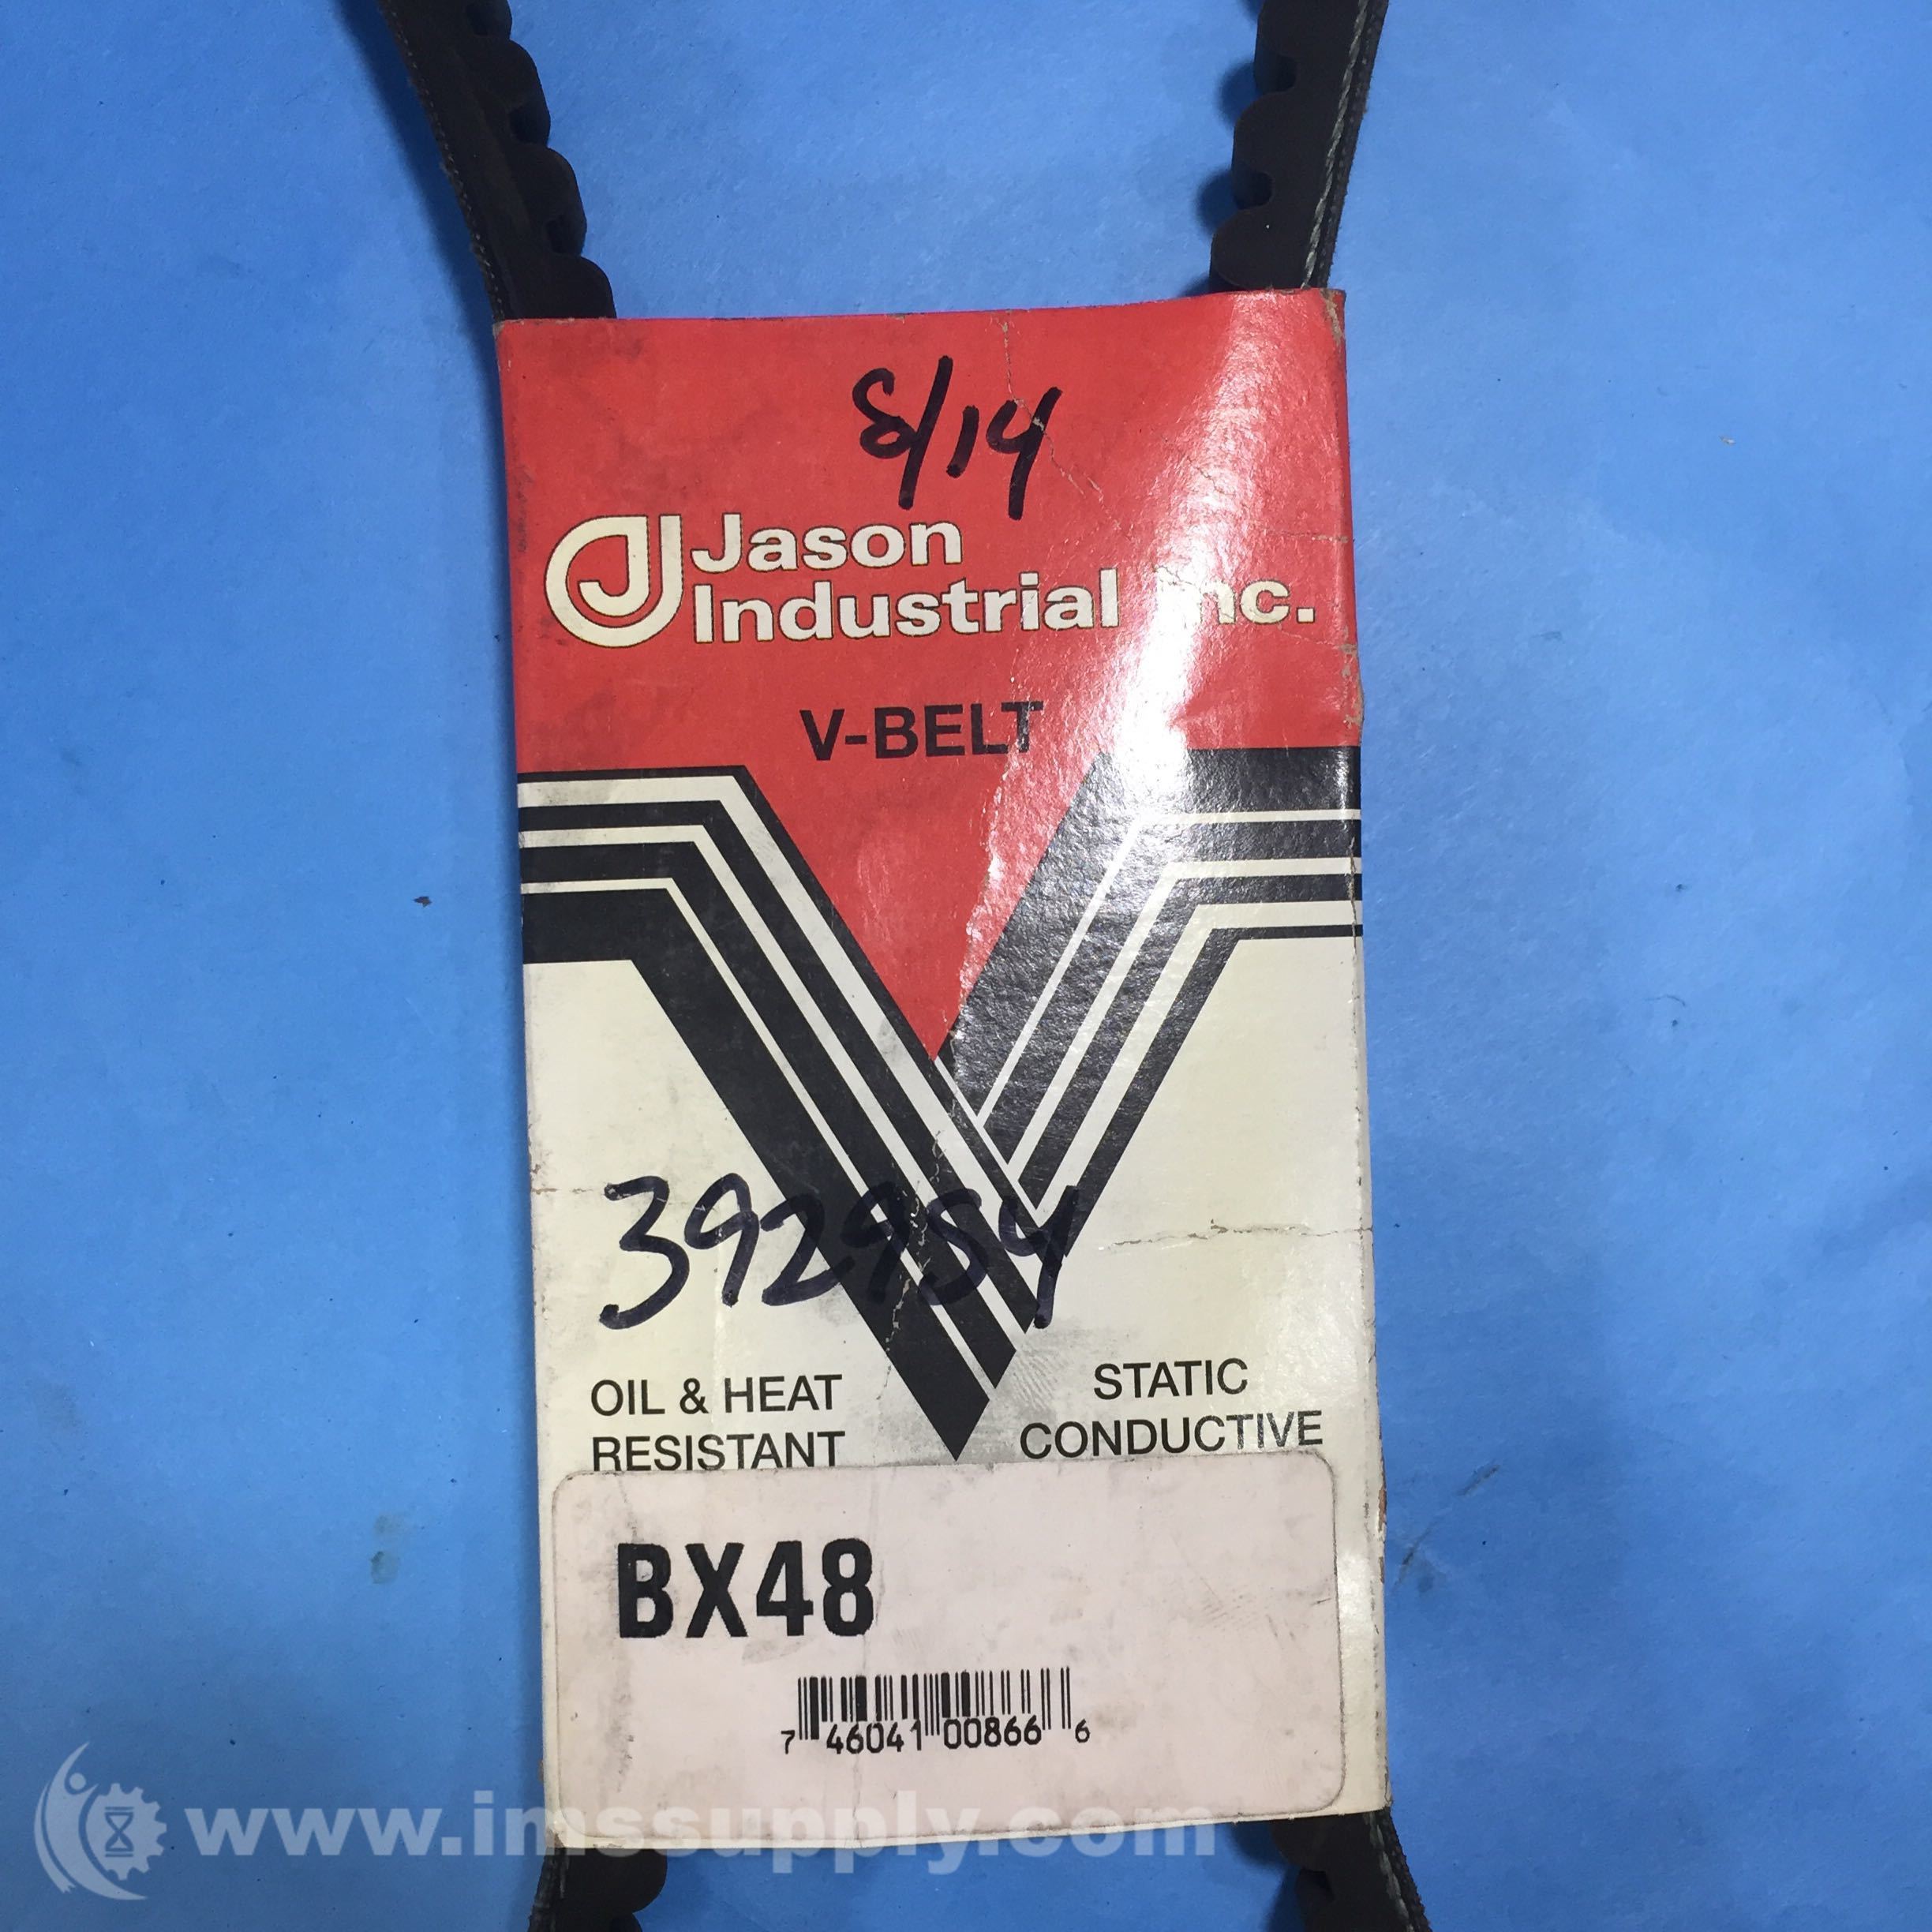 8/14
Jason
Industrial Inc.
V-BELT
392954
OIL & HEAT
RESISTANT
STATIC
CONDUCTIVE
BX48
7 46041 00866 6
www.imssupply.com